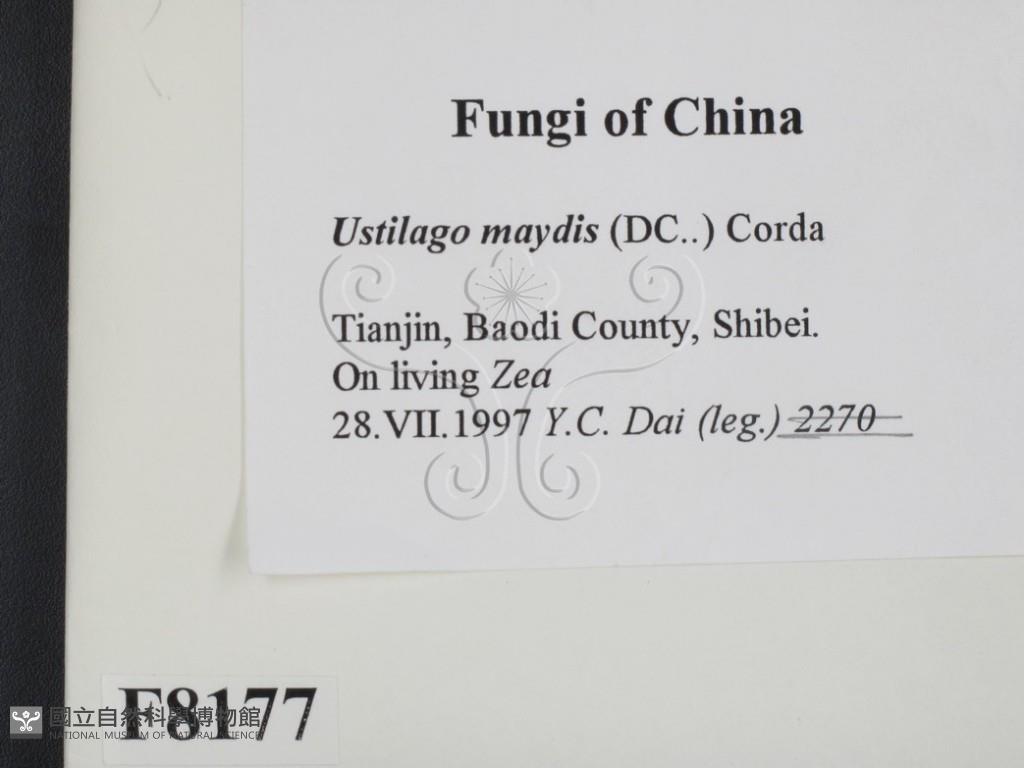 Fungi of China
Ustilago maydis (DC..) Corda
Tianjin, Baodi County, Shibei.
On living Zea
28.VII.1997 Y.C. Dai (leg.) 2270
F8177
國立自然科學博物館
NATIONAL MUSEUM OF NATURAL SCIENCE